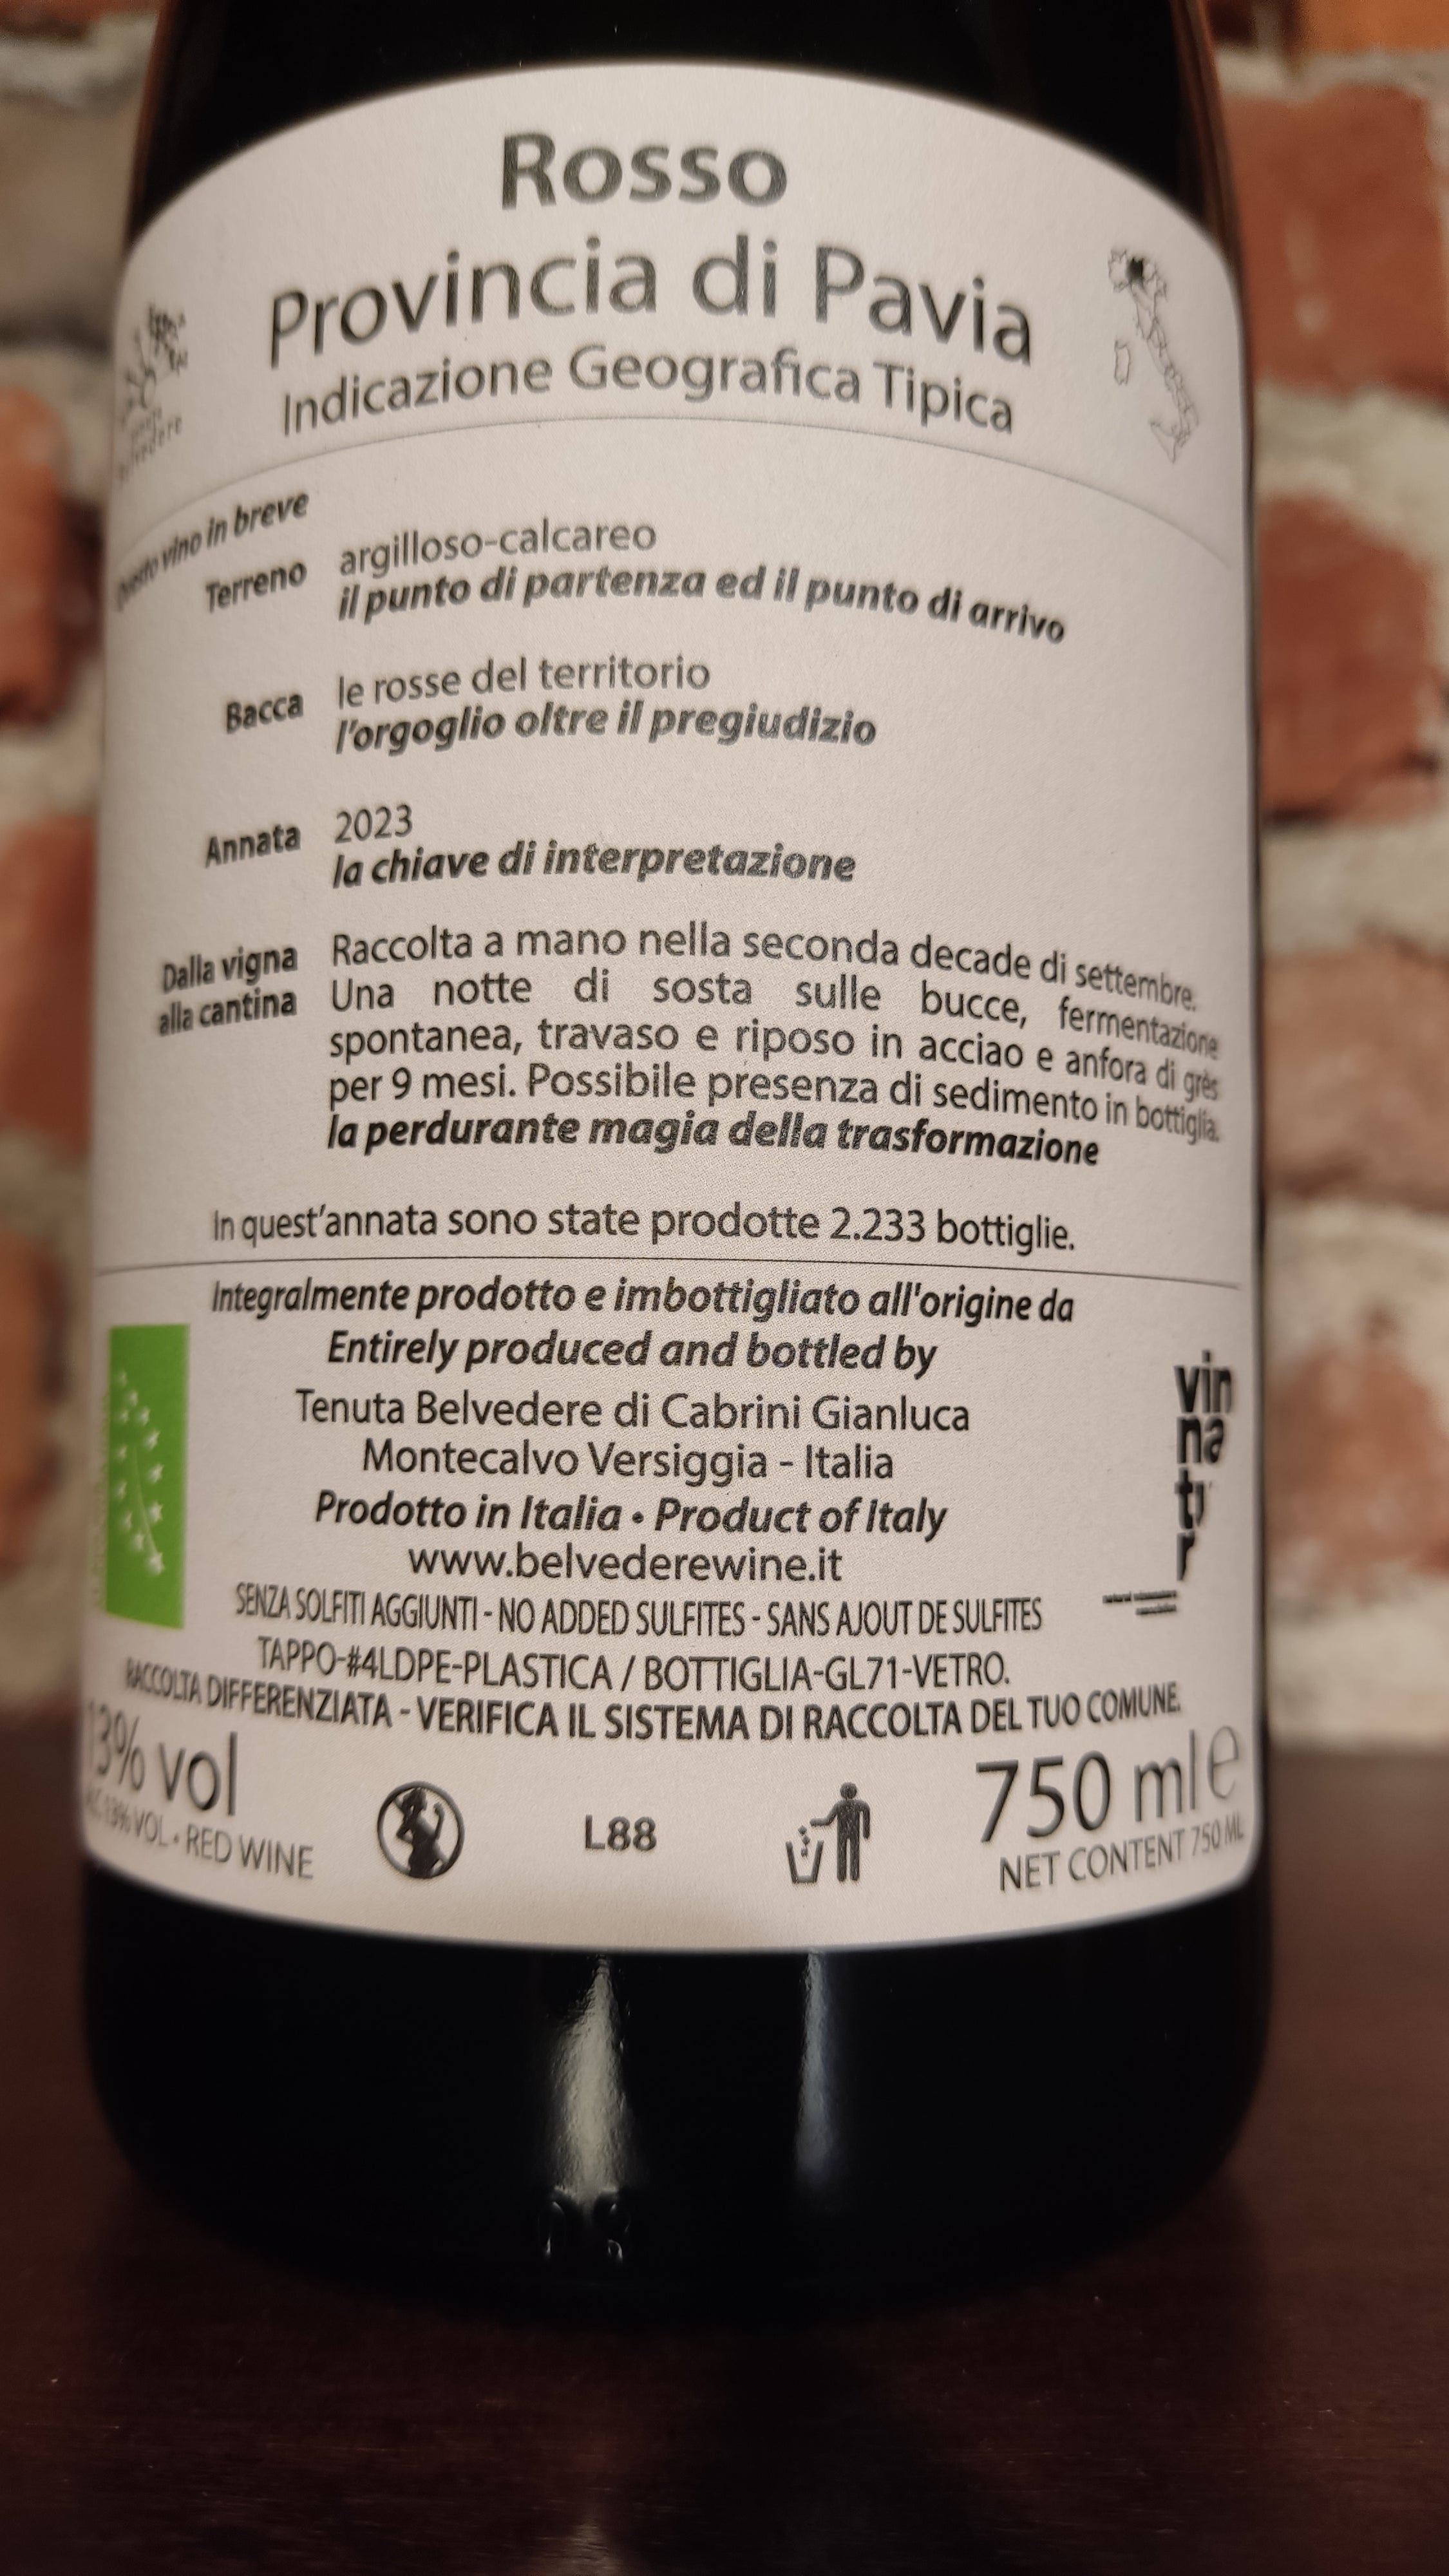 Rosso
Provincia di Pavia
Indicazione Geografica Tipica
Belvedere
Questo vino in breve
Terreno argilloso-calcareo
il punto di partenza ed il punto di arrivo
Bacca le rosse del territorio
l'orgoglio oltre il pregiudizio
Annata 2023
la chiave di interpretazione
Dalla vigna alla cantina
Raccolta a mano nella seconda decade di settembre.
Una notte di sosta sulle bucce, fermentazione
spontanea, travaso e riposo in acciao e anfora di grès
per 9 mesi. Possibile presenza di sedimento in bottiglia.
la perdurante magia della trasformazione
In quest'annata sono state prodotte 2.233 bottiglie.
Integralmente prodotto e imbottigliato all'origine da
Entirely produced and bottled by
Tenuta Belvedere di Cabrini Gianluca
Montecalvo Versiggia - Italia
Prodotto in Italia • Product of Italy
www.belvederewine.it
vin
na
tu
r
SENZA SOLFITI AGGIUNTI - NO ADDED SULFITES - SANS AJOUT DE SULFITES
TAPPO-#4LDPE-PLASTICA / BOTTIGLIA-GL71-VETRO.
RACCOLTA DIFFERENZIATA - VERIFICA IL SISTEMA DI RACCOLTA DEL TUO COMUNE.
13% vol
13% VOL • RED WINE
L88
750 ml e
NET CONTENT 750 ML